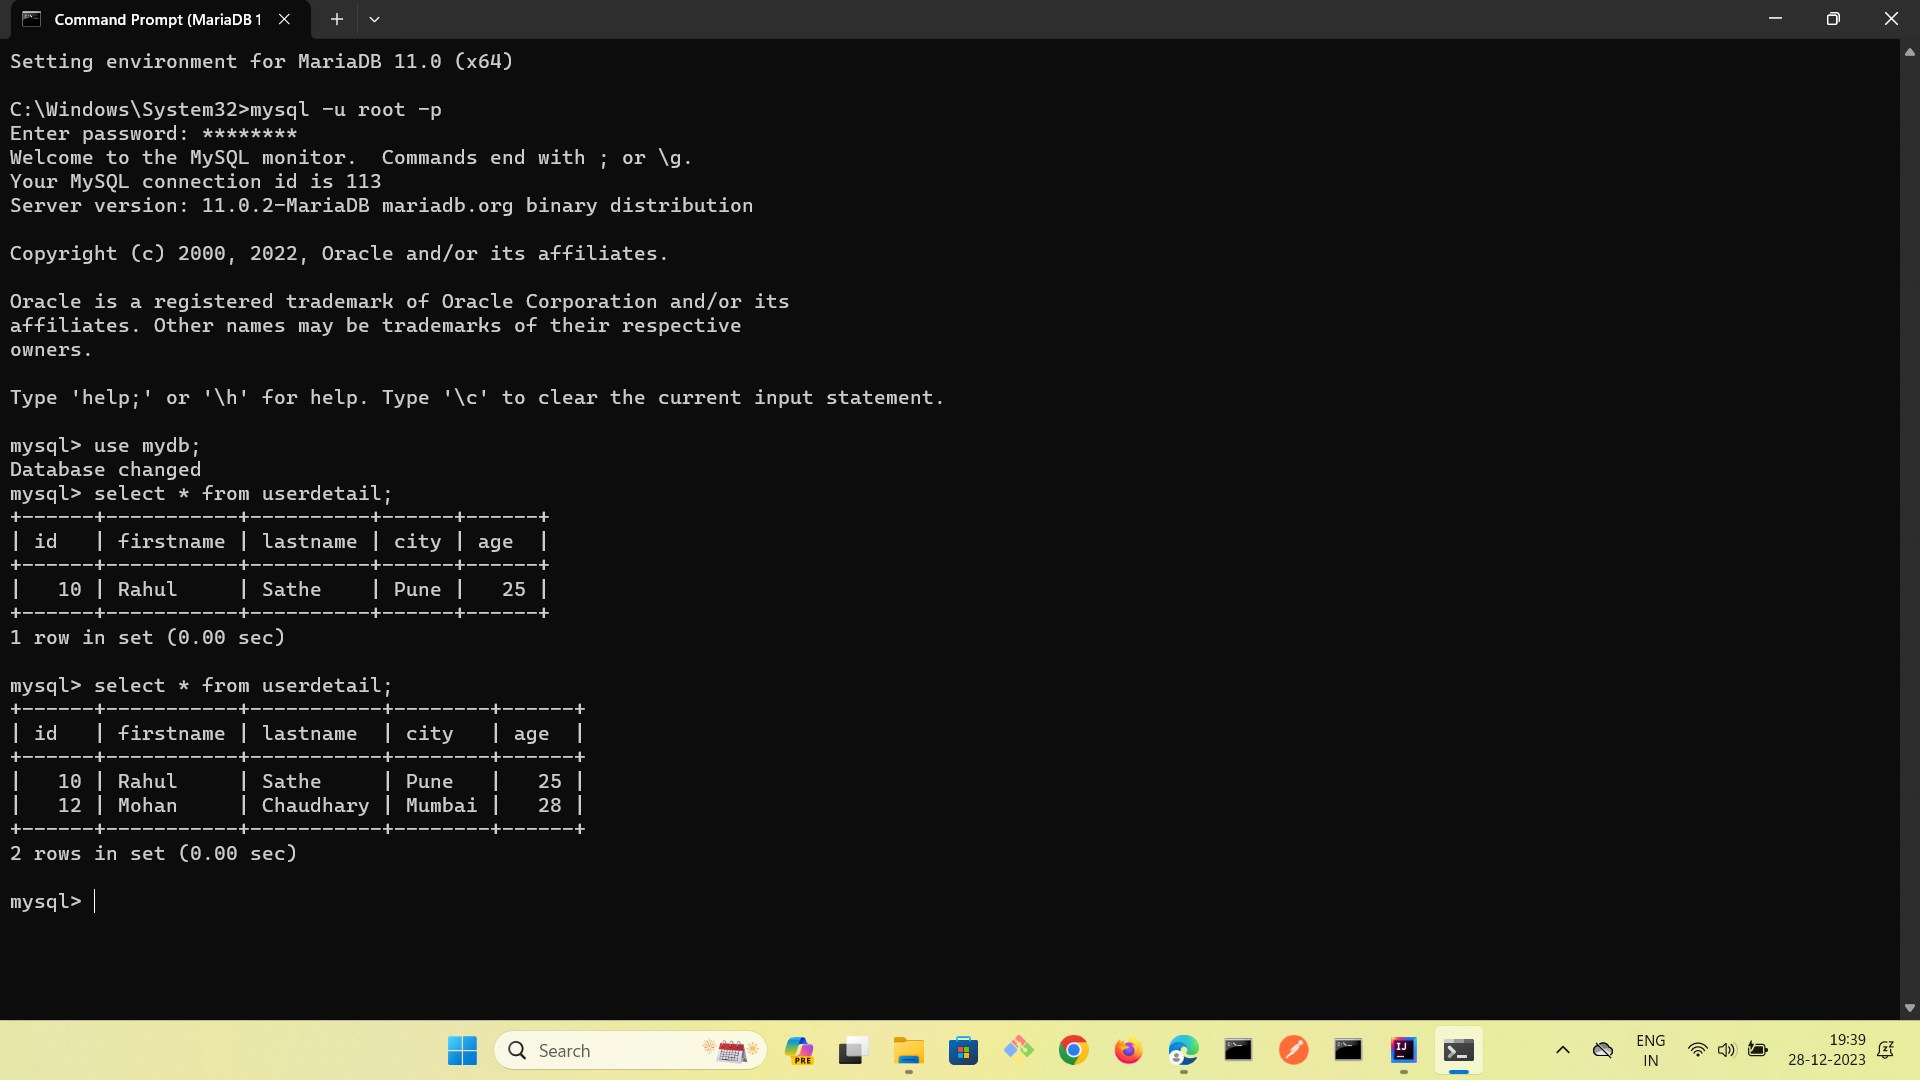 Command Prompt (MariaDB 1
Setting environment for MariaDB 11.0 (x64)
C:\Windows\System32>mysql -u root -p
Enter password: ********
Welcome to the MySQL monitor.  Commands end with ; or \g.
Your MySQL connection id is 113
Server version: 11.0.2-MariaDB mariadb.org binary distribution
Copyright (c) 2000, 2022, Oracle and/or its affiliates.
Oracle is a registered trademark of Oracle Corporation and/or its
affiliates. Other names may be trademarks of their respective
owners.
Type 'help;' or '\h' for help. Type '\c' to clear the current input statement.
mysql> use mydb;
Database changed
mysql> select * from userdetail;
+------+-----------+----------+------+------+
| id   | firstname | lastname | city | age  |
+------+-----------+----------+------+------+
|   10 | Rahul     | Sathe    | Pune |   25 |
+------+-----------+----------+------+------+
1 row in set (0.00 sec)
mysql> select * from userdetail;
+------+-----------+-----------+--------+------+
| id   | firstname | lastname  | city   | age  |
+------+-----------+-----------+--------+------+
|   10 | Rahul     | Sathe     | Pune   |   25 |
|   12 | Mohan     | Chaudhary | Mumbai |   28 |
+------+-----------+-----------+--------+------+
2 rows in set (0.00 sec)
mysql>
Search
PRE
IJ
ENG
IN
19:39
28-12-2023